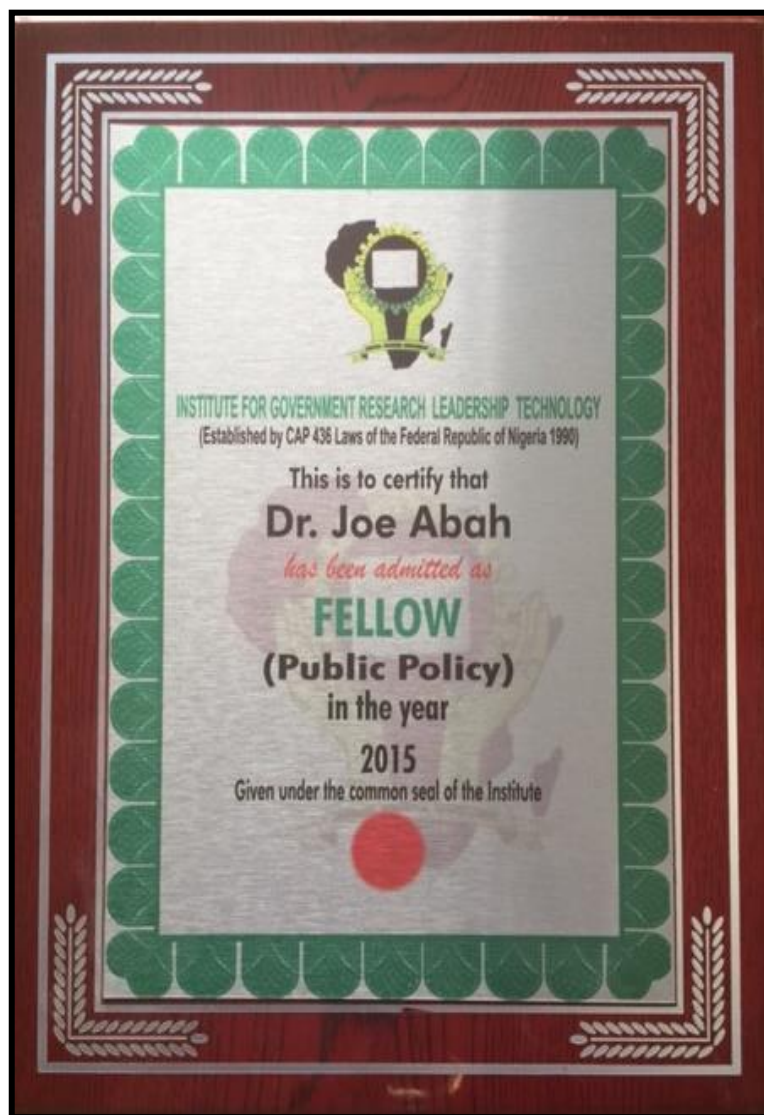 INSTITUTE FOR GOVERNMENT RESEARCH LEADERSHIP TECHNOLOGY
(Established by CAP 436 Laws of the Federal Republic of Nigeria 1990)
This is to certify that
Dr. Joe Abah
has been admitted as
FELLOW
(Public Policy)
in the year
2015
Given under the common seal of the Institute